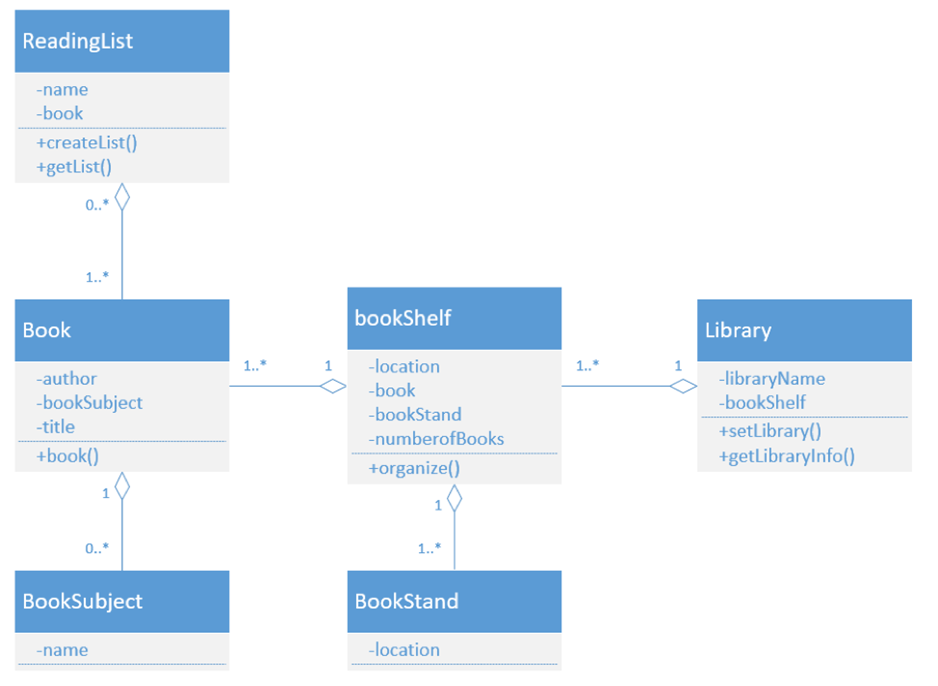 ReadingList
-name
-book
+createList()
+getList()
0..*
1..*
Book
-author
-bookSubject
-title
+book()
1..*
1
bookShelf
-location
-book
-bookStand
-numberofBooks
+organize()
1..*
1
Library
-libraryName
-bookShelf
+setLibrary()
+getLibraryInfo()
1
0..*
BookSubject
-name
1
1..*
BookStand
-location